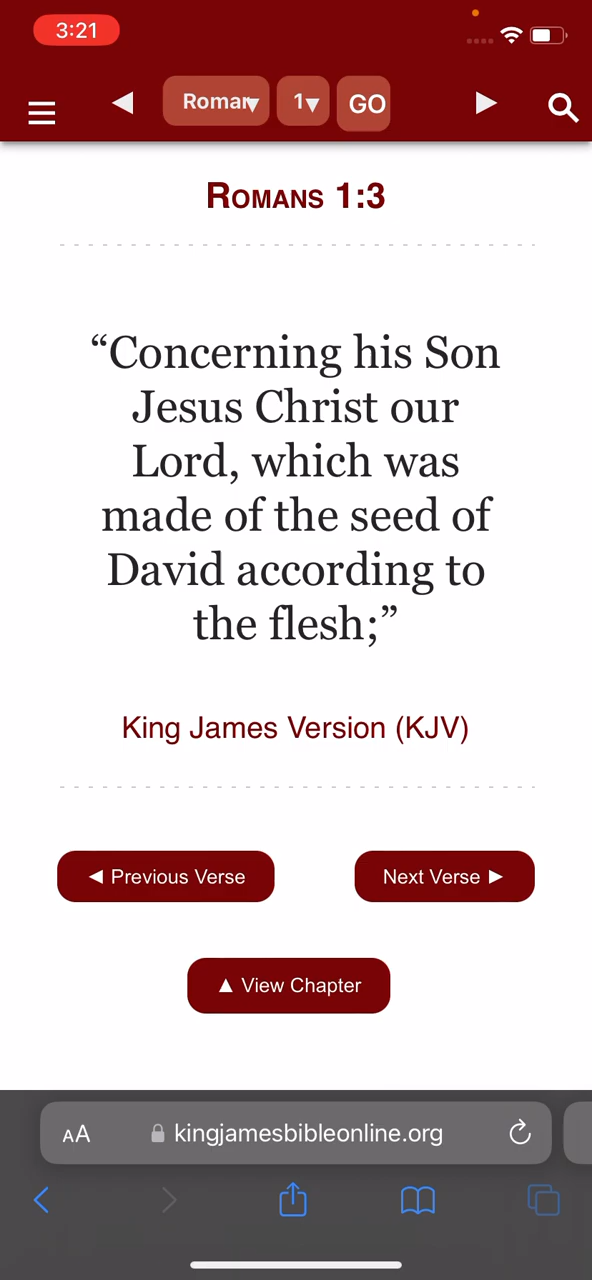 3:21
Roman
1
GO
ROMANS 1:3
“Concerning his Son
Jesus Christ our
Lord, which was
made of the seed of
David according to
the flesh;”
King James Version (KJV)
◄ Previous Verse
Next Verse ►
▲ View Chapter
AA
kingjamesbibleonline.org